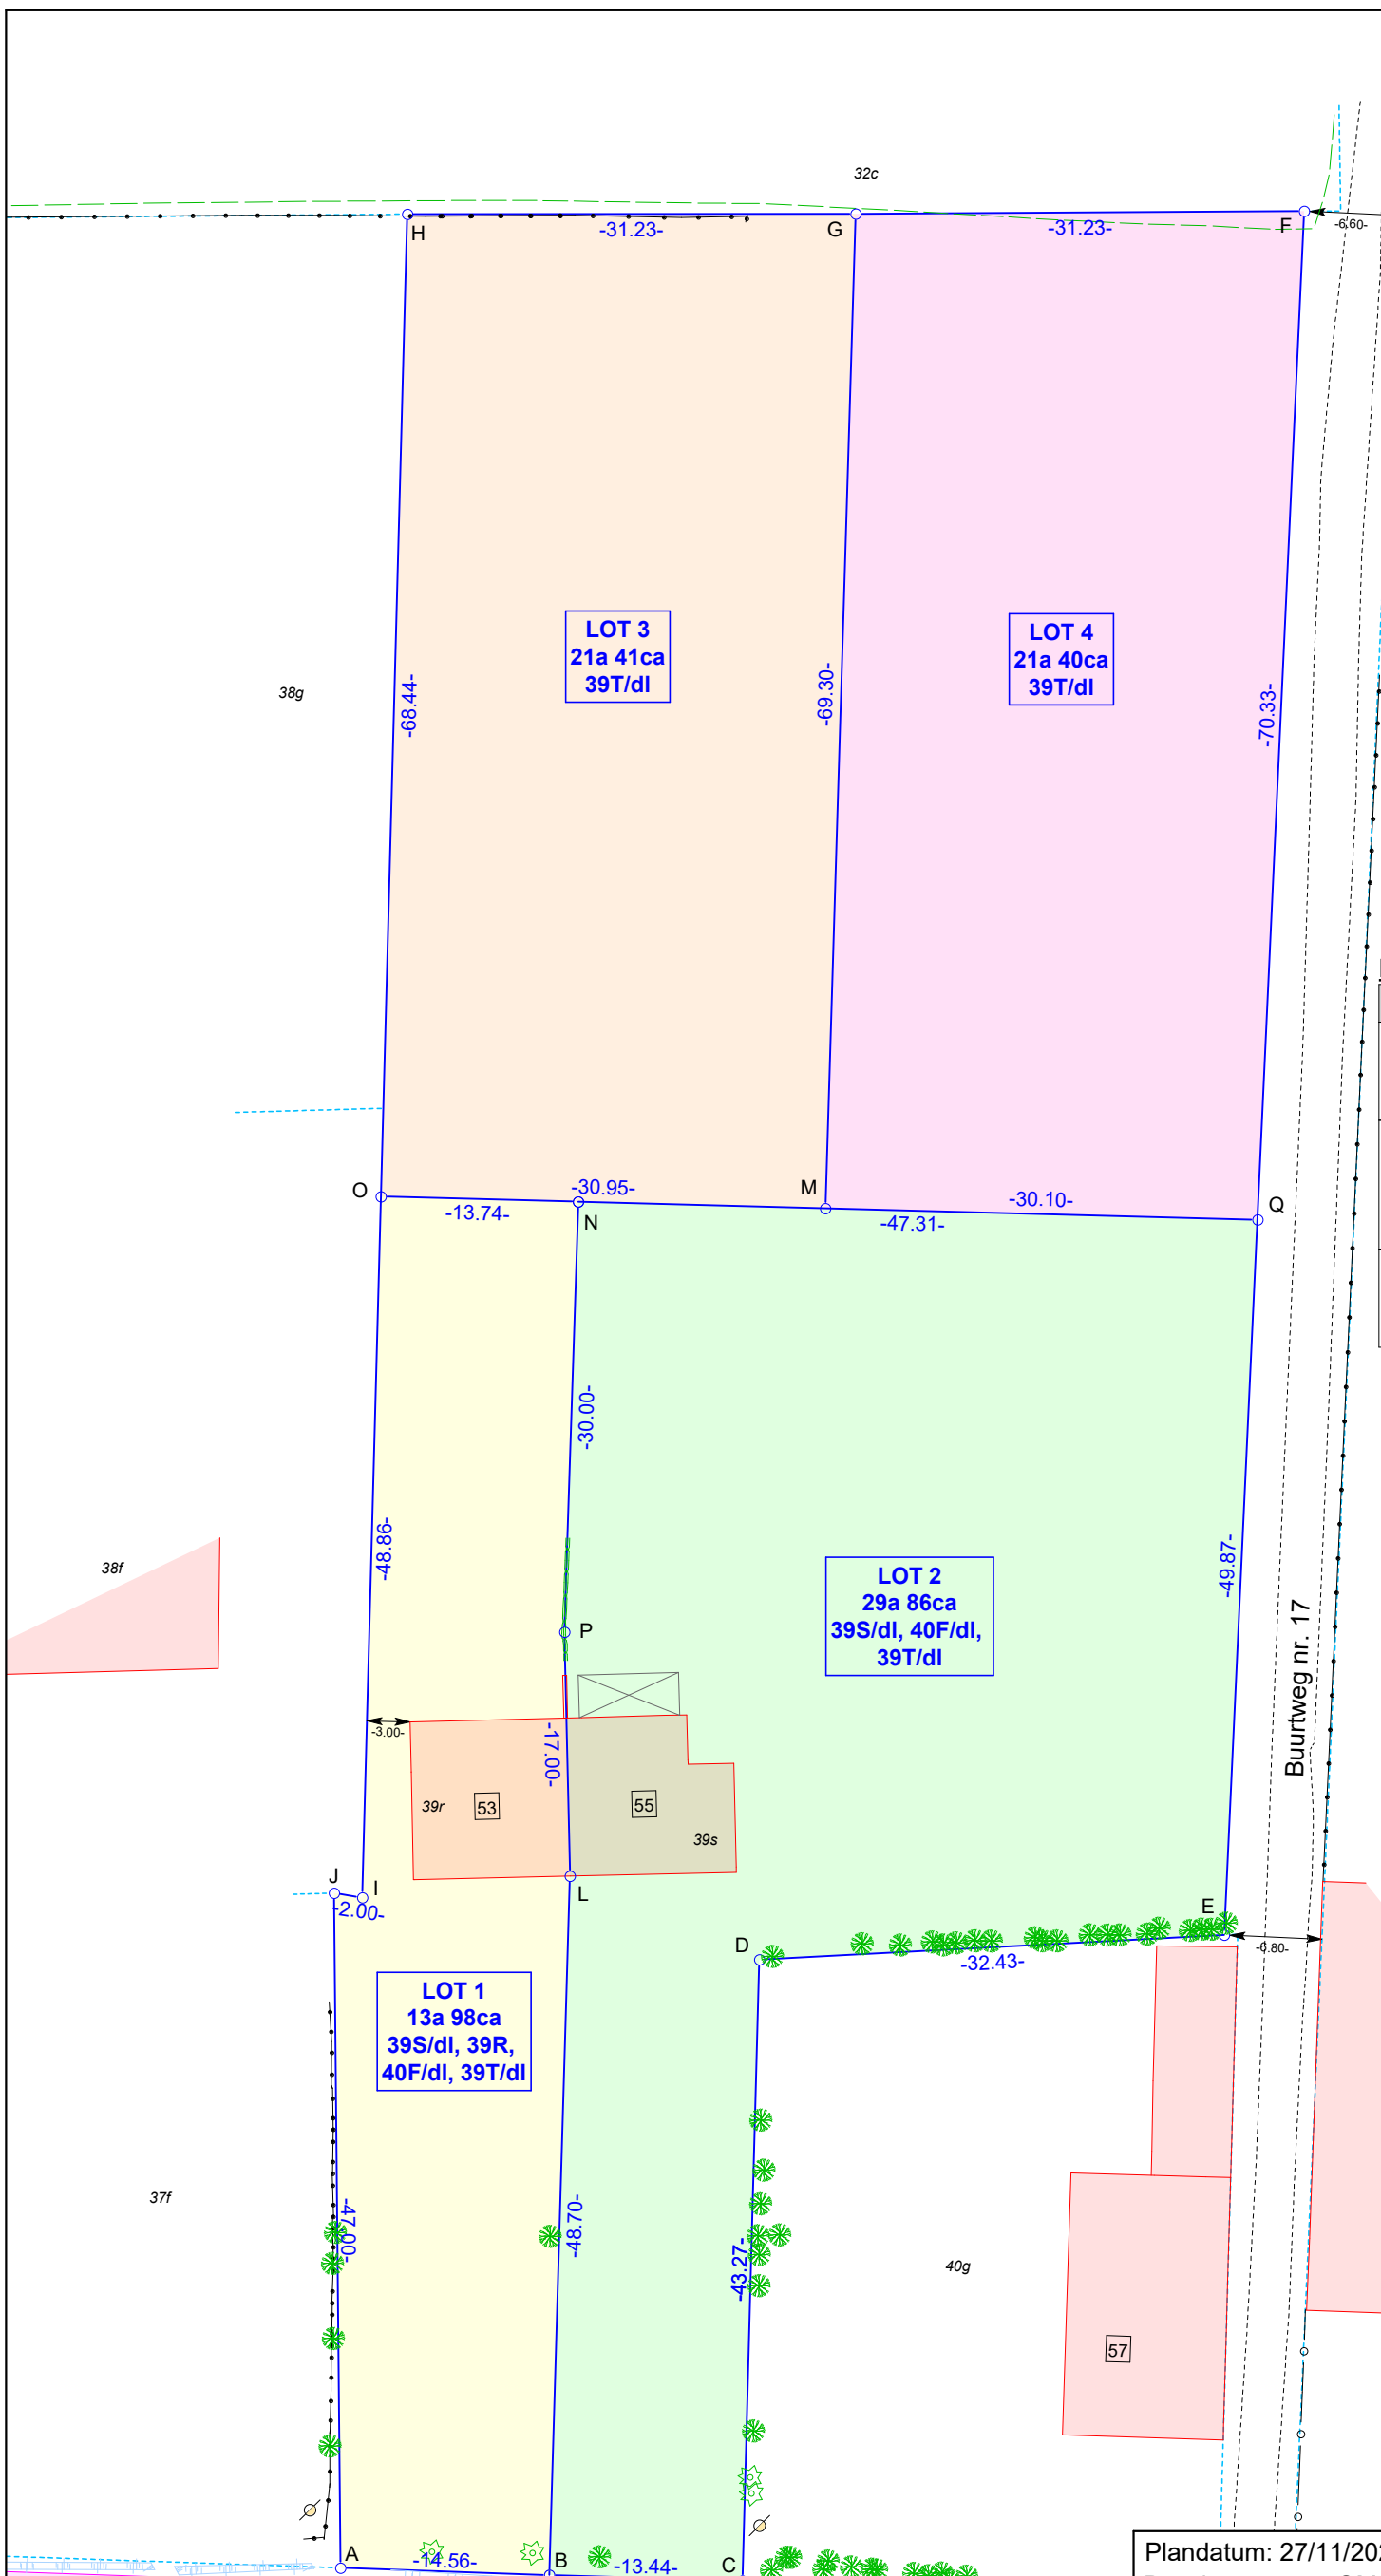 32c
H
-31.23-
G
-31.23-
F
-6.60-
LOT 3
21a 41ca
39T/dl
LOT 4
21a 40ca
39T/dl
38g
-68.44-
-69.30-
-70.33-
O
-13.74-
-30.95-
N
M
-30.10-
-47.31-
Q
-30.00-
38f
-48.86-
LOT 2
29a 86ca
39S/dl, 40F/dl,
39T/dl
-49.87-
P
Buurtweg nr. 17
-3.00-
-17.00-
39r
53
55
39s
J
I
-2.00-
L
D
E
-32.43-
-6.80-
LOT 1
13a 98ca
39S/dl, 39R,
40F/dl, 39T/dl
37f
-47.00-
-48.70-
-43.27-
40g
57
A
-14.56-
B
-13.44-
C
Plandatum: 27/11/202